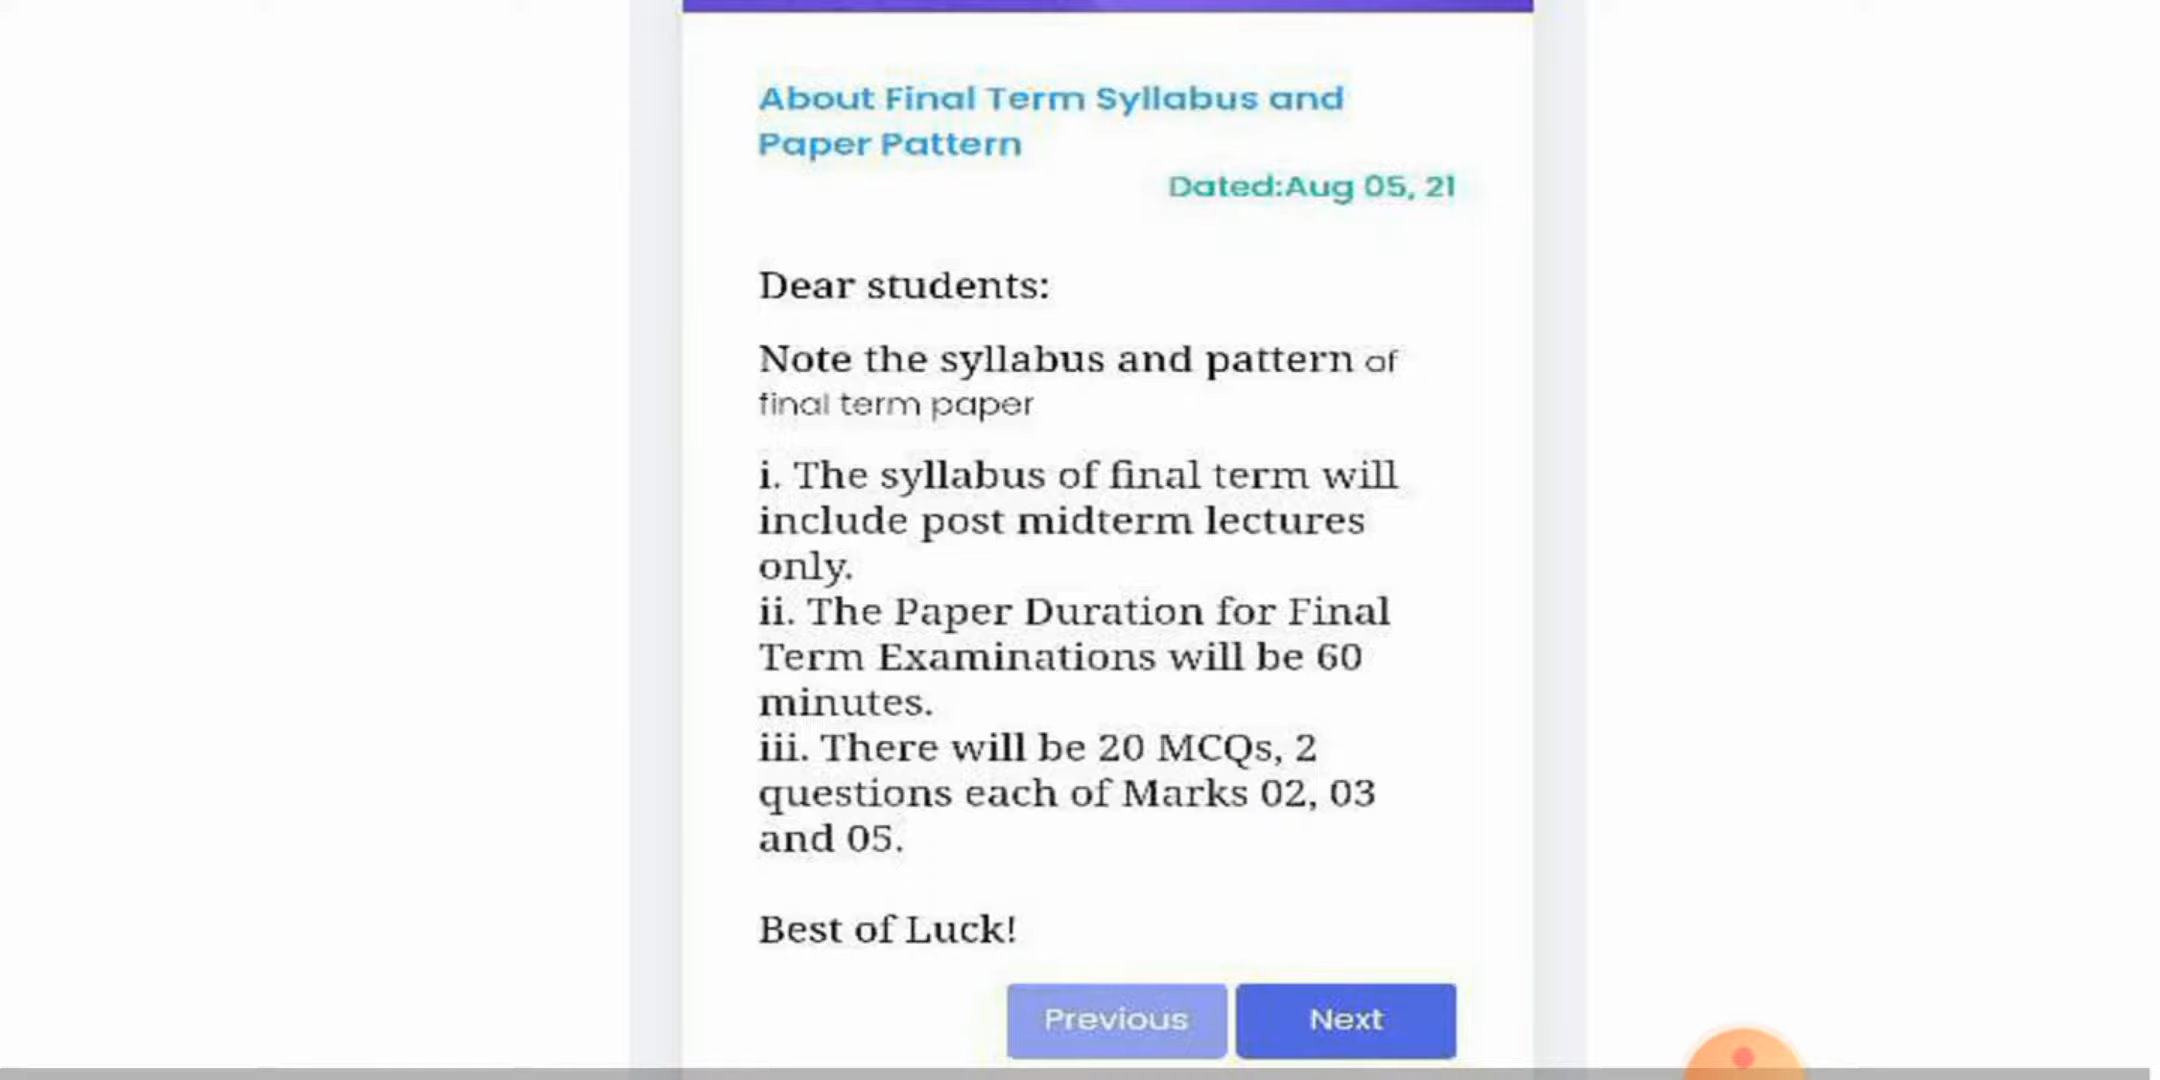 About Final Term Syllabus and
Paper Pattern
Dated:Aug 05, 21
Dear students:
Note the syllabus and pattern of
final term paper
i. The syllabus of final term will
include post midterm lectures
only.
ii. The Paper Duration for Final
Term Examinations will be 60
minutes.
iii. There will be 20 MCQs, 2
questions each of Marks 02, 03
and 05.
Best of Luck!
Previous Next